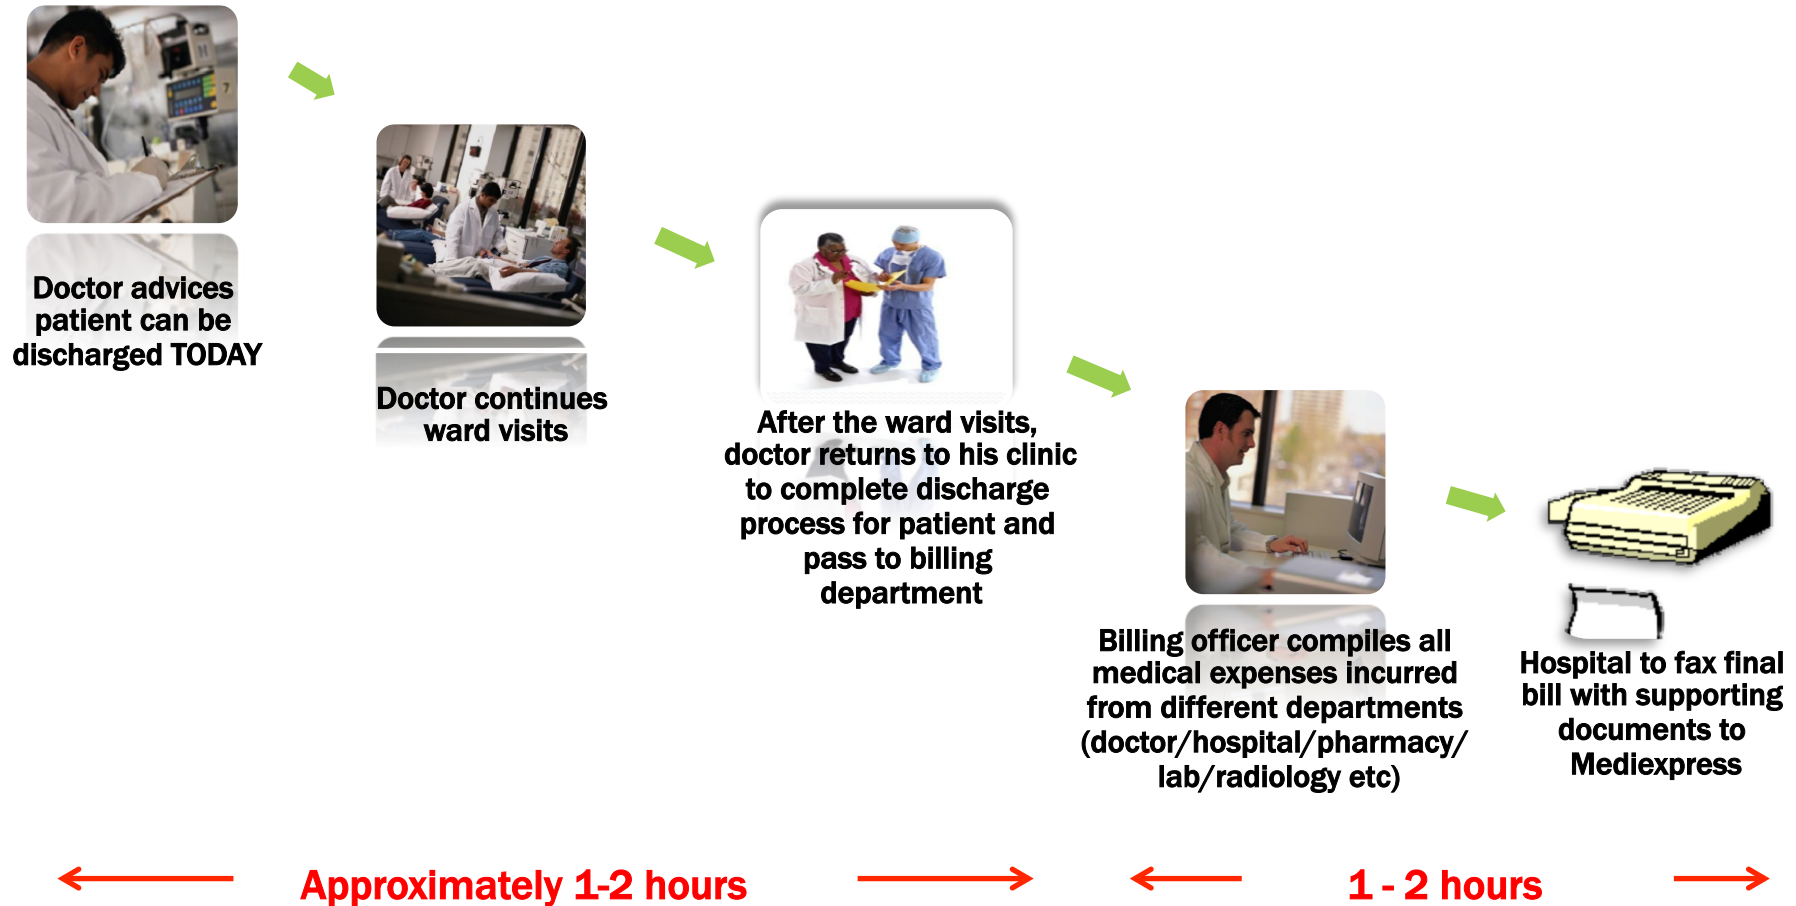 Doctor advices
patient can be
discharged TODAY
Doctor continues
ward visits
After the ward visits,
doctor returns to his clinic
to complete discharge
process for patient and
pass to billing
department
Billing officer compiles all
medical expenses incurred
from different departments
(doctor/hospital/pharmacy/
lab/radiology etc)
Hospital to fax final
bill with supporting
documents to
Mediexpress
Approximately 1-2 hours
1 - 2 hours